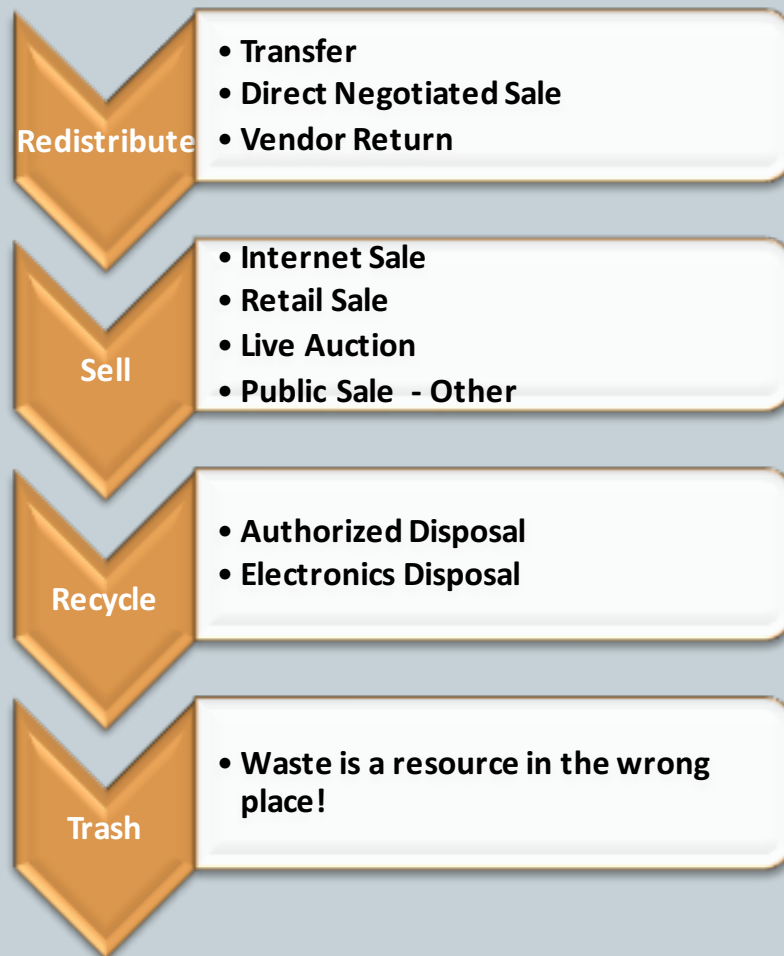 Redistribute
• Transfer
• Direct Negotiated Sale
• Vendor Return
Sell
• Internet Sale
• Retail Sale
• Live Auction
• Public Sale - Other
Recycle
• Authorized Disposal
• Electronics Disposal
Trash
• Waste is a resource in the wrong
place!